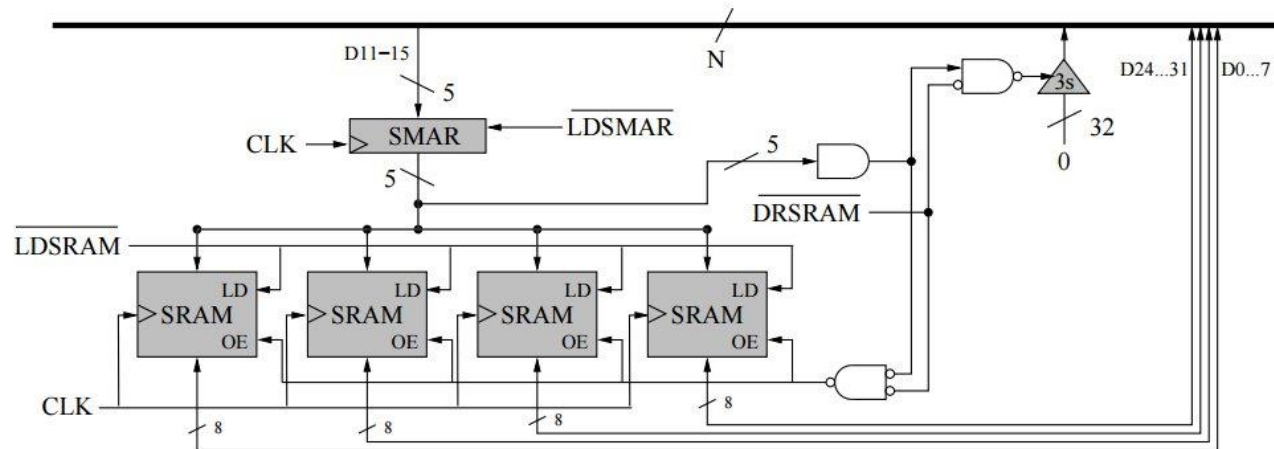 N
D11−15
5
3s
D24...31
D0...7
SMAR
LDSMAR
CLK
5
5
32
0
DRSRAM
LDSRAM
LD
LD
LD
LD
SRAM
SRAM
SRAM
SRAM
OE
OE
OE
OE
CLK
8
8
8
8